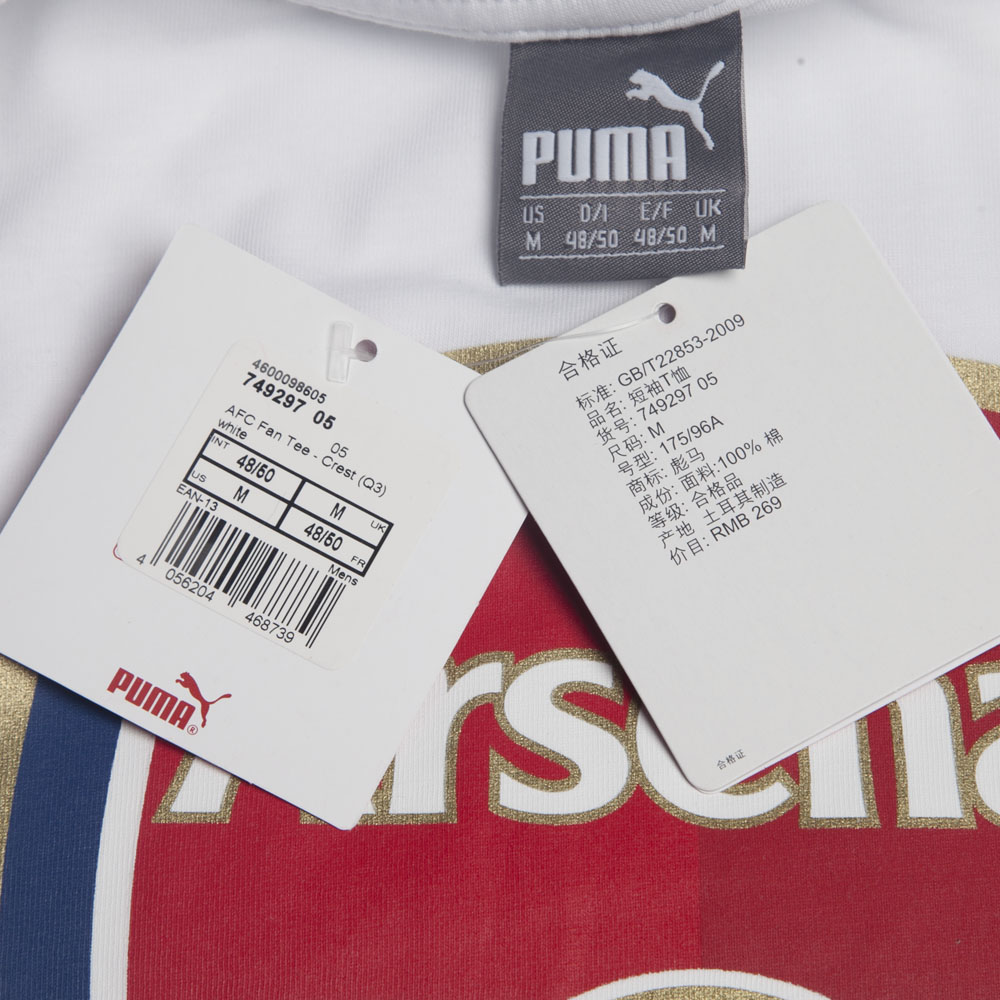 PUMA
US D/I E/F UK
M 48/50 48/50 M
4600098605
749297 05
AFC Fan Tee - Crest (Q3)
white 05
INT 48/50 M UK
US M 48/50 FR
EAN-13 Mens
4 056204 468739
PUMA®
合格证
标准: GB/T22853-2009
品名: 短袖T恤
货号: 749297 05
尺码: M
号型: 175/96A
商标: 彪马
成份: 面料:100% 棉
等级: 合格品
产地 土耳其制造
价目: RMB 269
合格证
Arsena